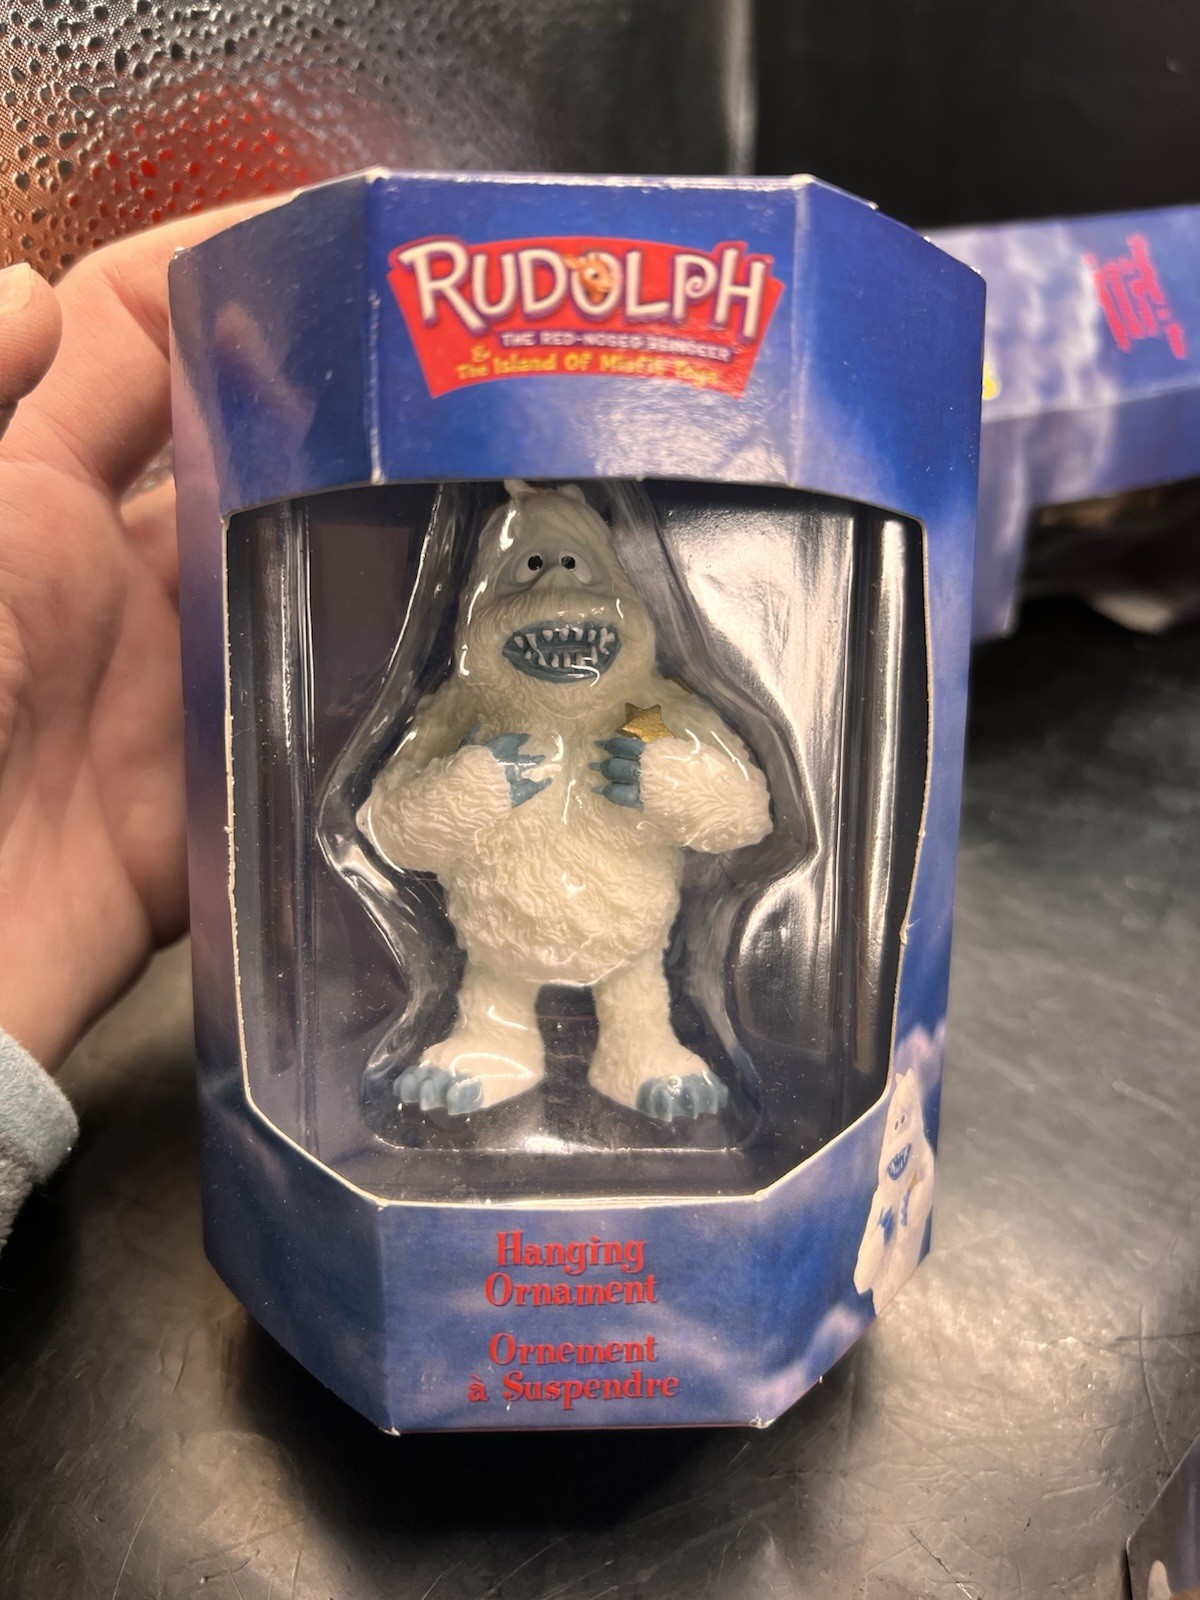 RUDOLPH
THE RED-NOSED REINDEER
&
The Island Of Misfit Toys
Hanging
Ornament
Ornement
à Suspendre